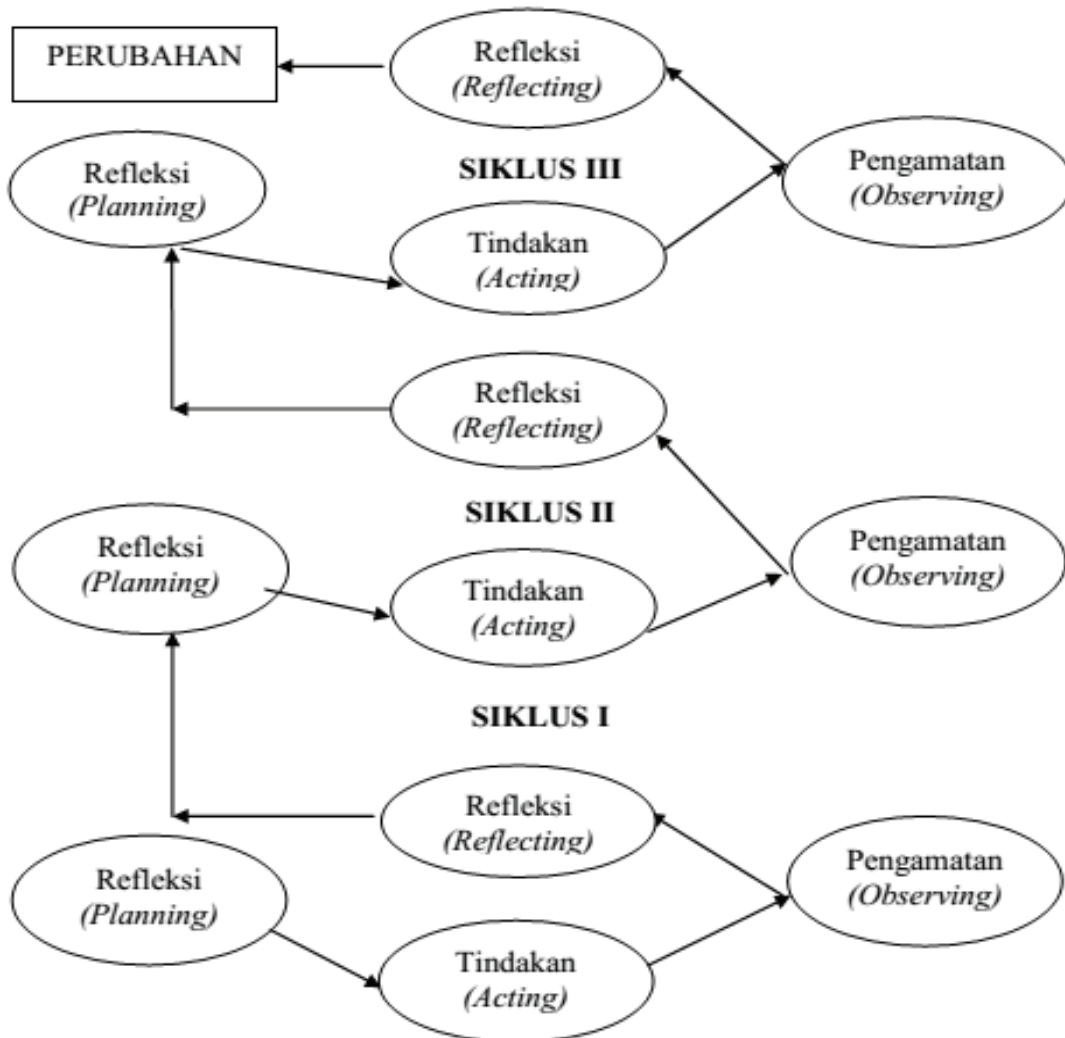 PERUBAHAN
Refleksi
(Reflecting)
Refleksi
(Planning)
SIKLUS III
Pengamatan
(Observing)
Tindakan
(Acting)
Refleksi
(Reflecting)
SIKLUS II
Refleksi
(Planning)
Pengamatan
(Observing)
Tindakan
(Acting)
SIKLUS I
Refleksi
(Reflecting)
Refleksi
(Planning)
Pengamatan
(Observing)
Tindakan
(Acting)